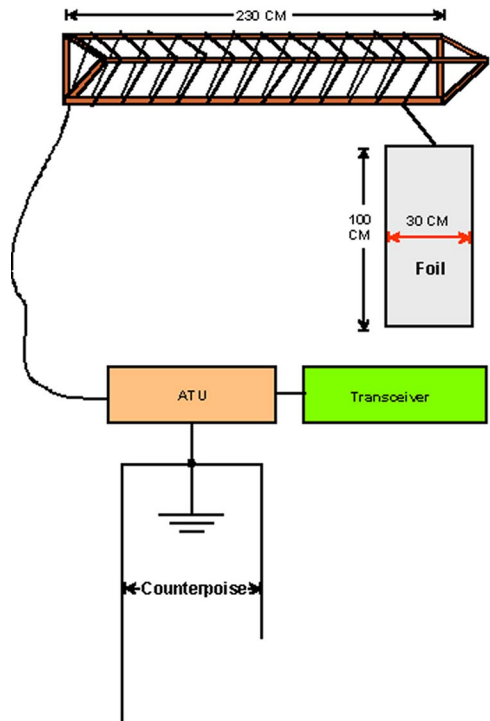 230 CM
100
CM
30 CM
Foil
ATU
Transceiver
Counterpoise